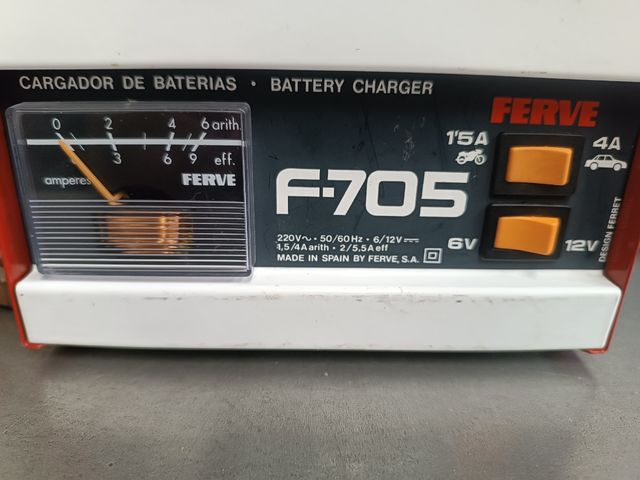 CARGADOR DE BATERIAS · BATTERY CHARGER
FERVE
0 2 4 6 arith.
3 6 9 eff.
amperes FERVE
1'5A 4A
F-705
6V 12V
220V~ · 50/60Hz · 6/12V⎓
1,5/4A arith · 2/5,5A eff
MADE IN SPAIN BY FERVE, S.A.
DESIGN FERRET